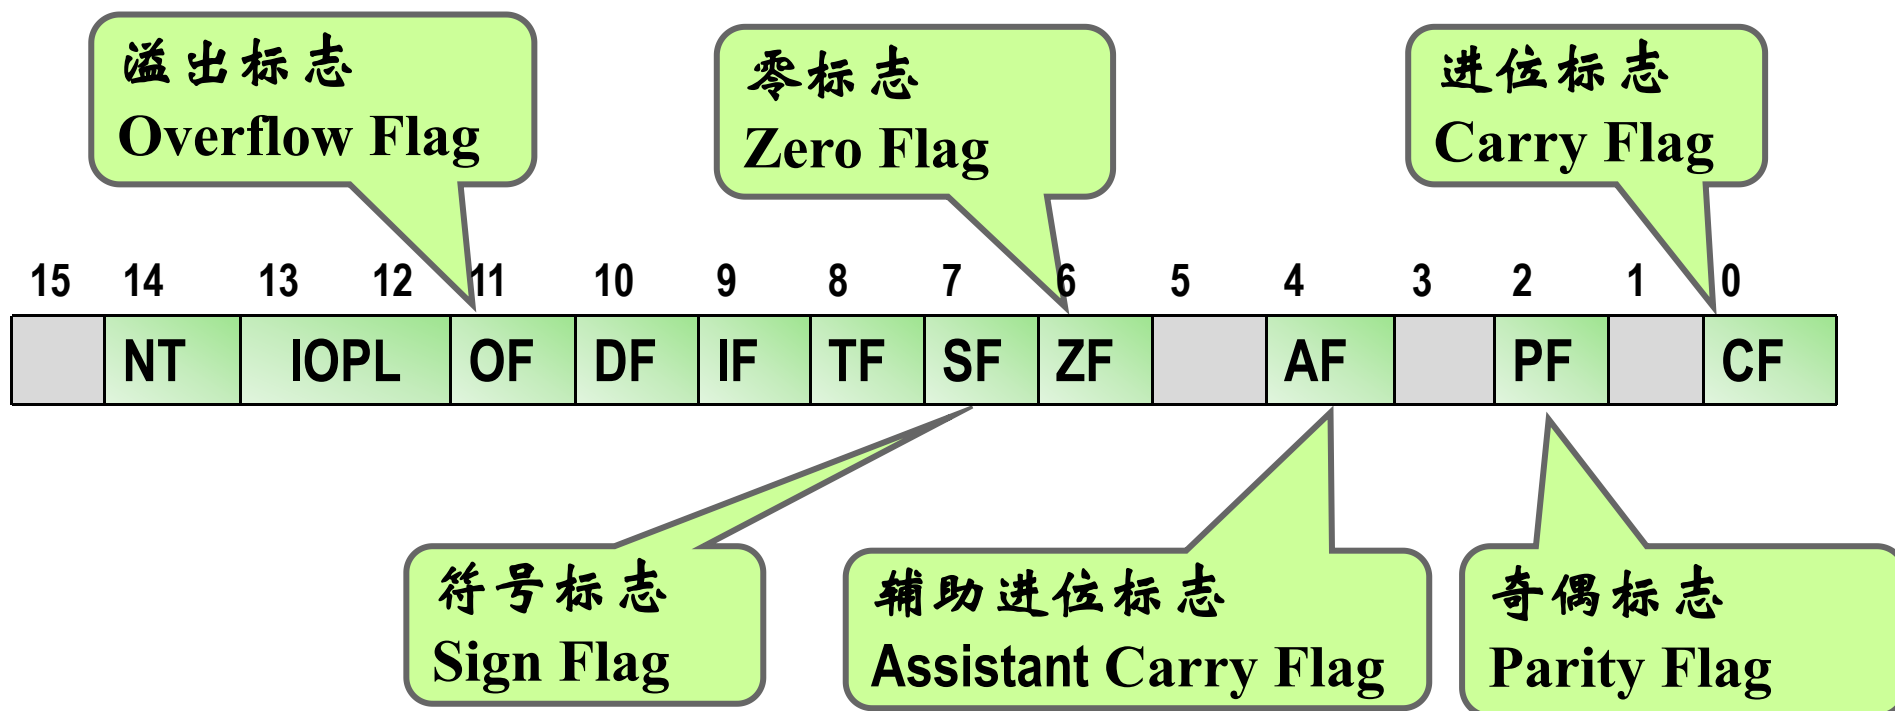 溢出标志
Overflow Flag
零标志
Zero Flag
进位标志
Carry Flag
15 14 13 12 11 10 9 8 7 6 5 4 3 2 1 0
NT IOPL OF DF IF TF SF ZF AF PF CF
符号标志
Sign Flag
辅助进位标志
Assistant Carry Flag
奇偶标志
Parity Flag